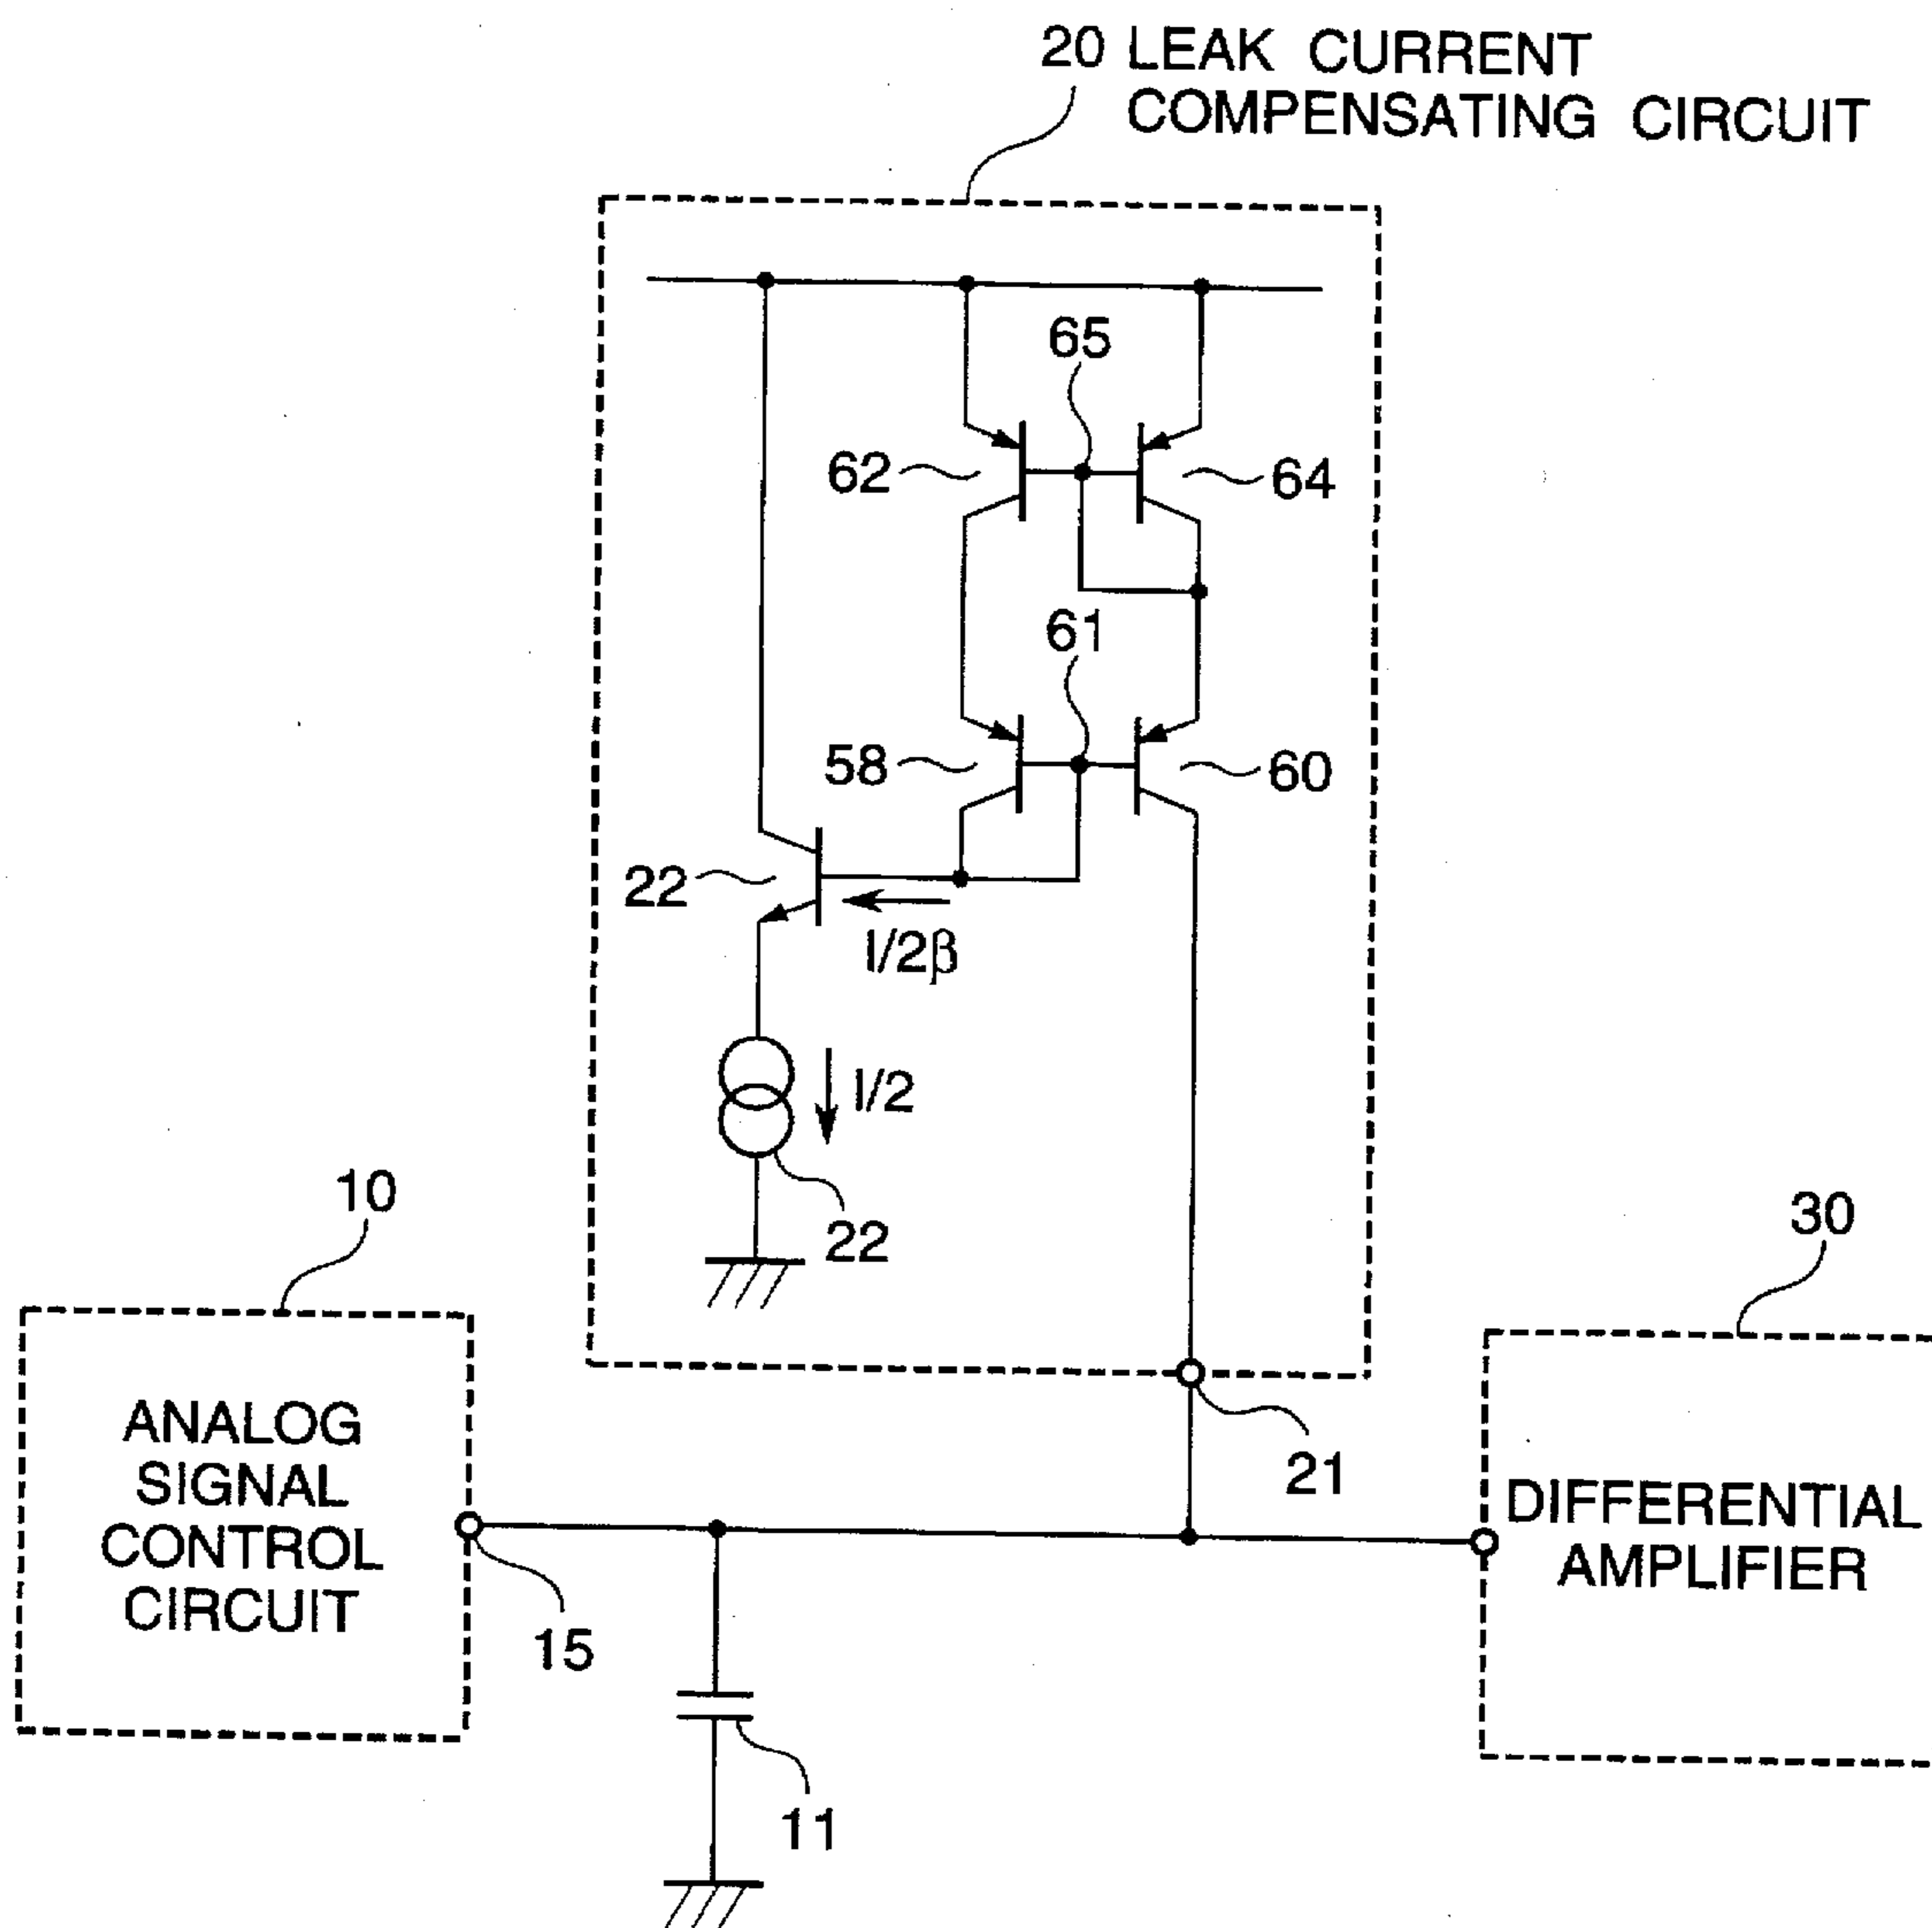 20 LEAK CURRENT
COMPENSATING CIRCUIT
65
62
64
61
58
60
22
I/2β
I/2
22
10
30
ANALOG
SIGNAL
CONTROL
CIRCUIT
21
DIFFERENTIAL
AMPLIFIER
15
11